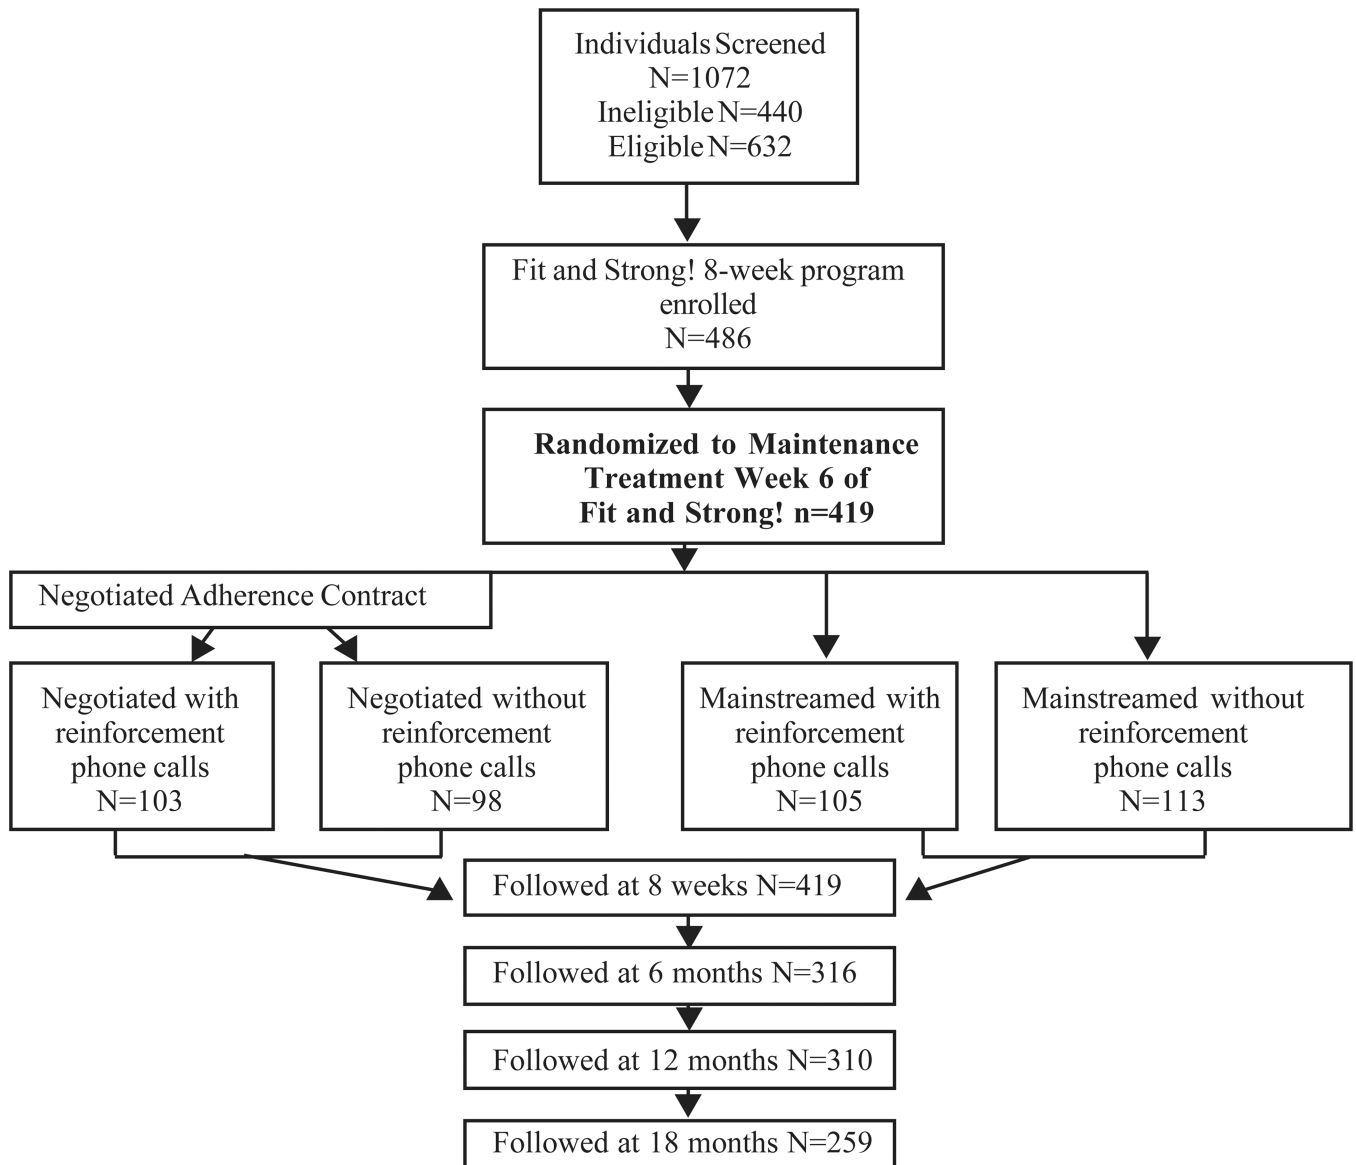 Individuals Screened
N=1072
Ineligible N=440
Eligible N=632
Fit and Strong! 8-week program
enrolled
N=486
Randomized to Maintenance
Treatment Week 6 of
Fit and Strong! n=419
Negotiated Adherence Contract
Negotiated with
reinforcement
phone calls
N=103
Negotiated without
reinforcement
phone calls
N=98
Mainstreamed with
reinforcement
phone calls
N=105
Mainstreamed without
reinforcement
phone calls
N=113
Followed at 8 weeks N=419
Followed at 6 months N=316
Followed at 12 months N=310
Followed at 18 months N=259